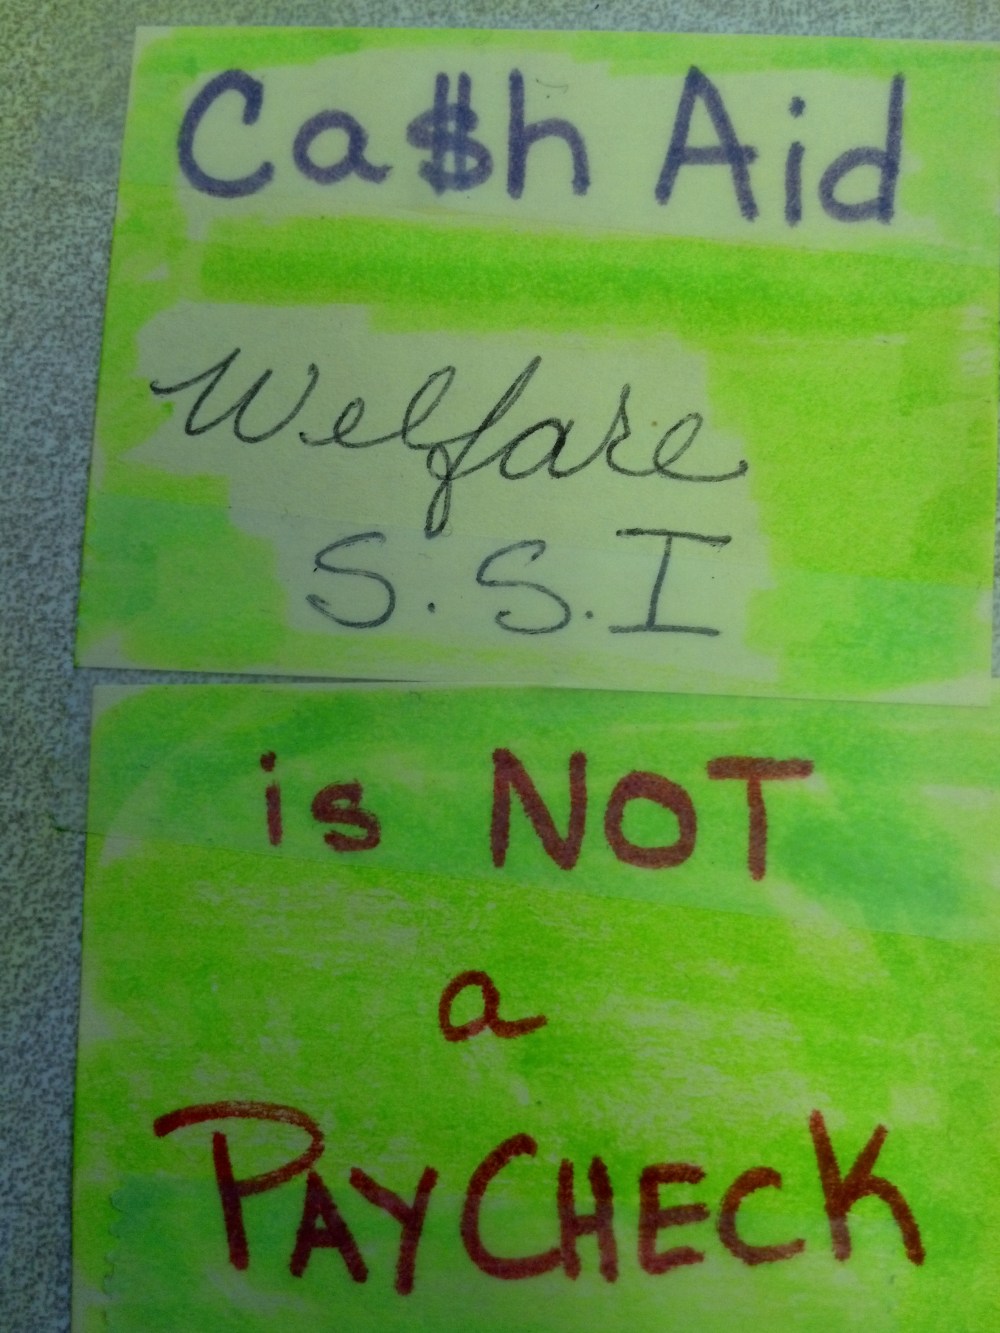 Ca$h Aid
Welfare
S.S.I
is NOT
a
PAYCHECK